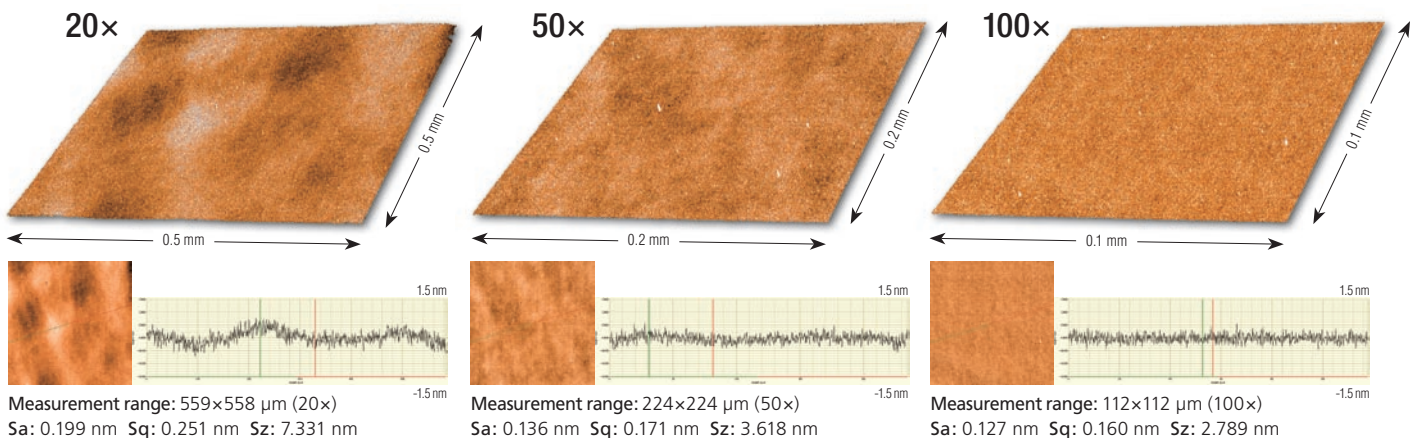 20×
50×
100×
0.5 mm
0.2 mm
0.1 mm
0.5 mm
0.2 mm
0.1 mm
1.5 nm
1.5 nm
1.5 nm
-1.5 nm
-1.5 nm
-1.5 nm
Measurement range: 559×558 µm (20×)
Sa: 0.199 nm Sq: 0.251 nm Sz: 7.331 nm
Measurement range: 224×224 µm (50×)
Sa: 0.136 nm Sq: 0.171 nm Sz: 3.618 nm
Measurement range: 112×112 µm (100×)
Sa: 0.127 nm Sq: 0.160 nm Sz: 2.789 nm